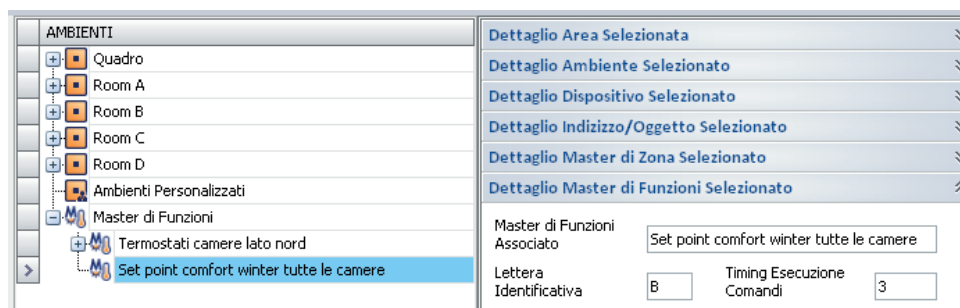 AMBIENTI
Quadro
Room A
Room B
Room C
Room D
Ambienti Personalizzati
Master di Funzioni
Termostati camere lato nord
Set point comfort winter tutte le camere
Dettaglio Area Selezionata
Dettaglio Ambiente Selezionato
Dettaglio Dispositivo Selezionato
Dettaglio Indizizzo/Oggetto Selezionato
Dettaglio Master di Zona Selezionato
Dettaglio Master di Funzioni Selezionato
Master di Funzioni
Associato
Set point comfort winter tutte le camere
Lettera
Identificativa
B
Timing Esecuzione
Comandi
3